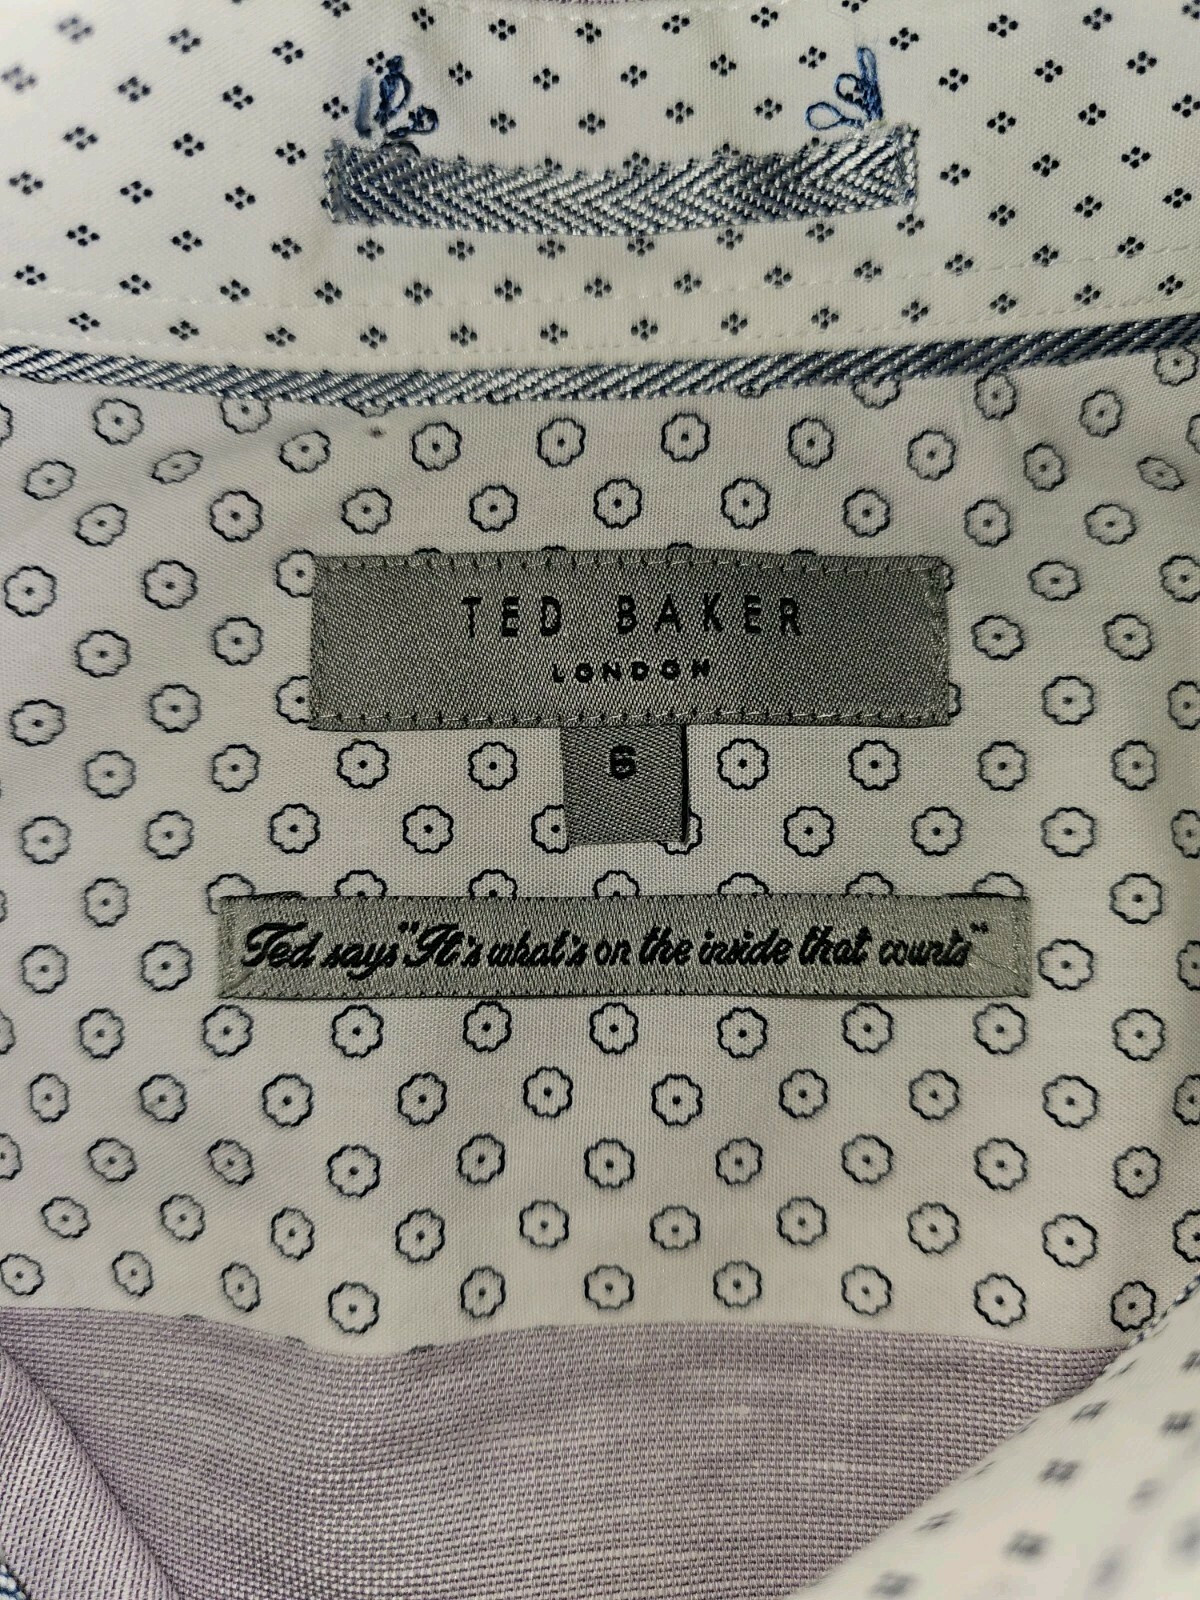 TED BAKER
LONDON
6
Ted says "It's what's on the inside that counts"